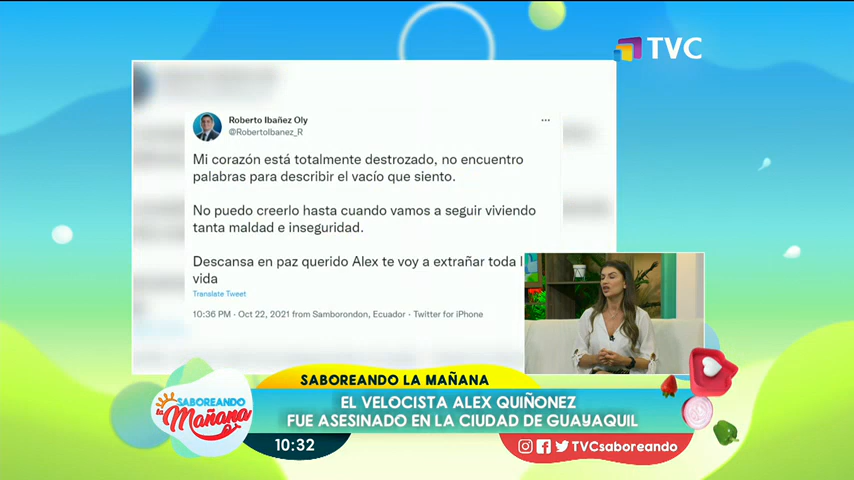 TVC
Roberto Ibañez Oly
@RobertoIbanez_R
Mi corazón está totalmente destrozado, no encuentro
palabras para describir el vacío que siento.
No puedo creerlo hasta cuando vamos a seguir viviendo
tanta maldad e inseguridad.
Descansa en paz querido Alex te voy a extrañar toda l
vida
Translate Tweet
10:36 PM · Oct 22, 2021 from Samborondon, Ecuador · Twitter for iPhone
SABOREANDO LA MAÑANA
SABOREANDO
la Mañana
EL VELOCISTA ALEX QUIÑONEZ
FUE ASESINADO EN LA CIUDAD DE GUAYAQUIL
10:32
TVCsaboreando